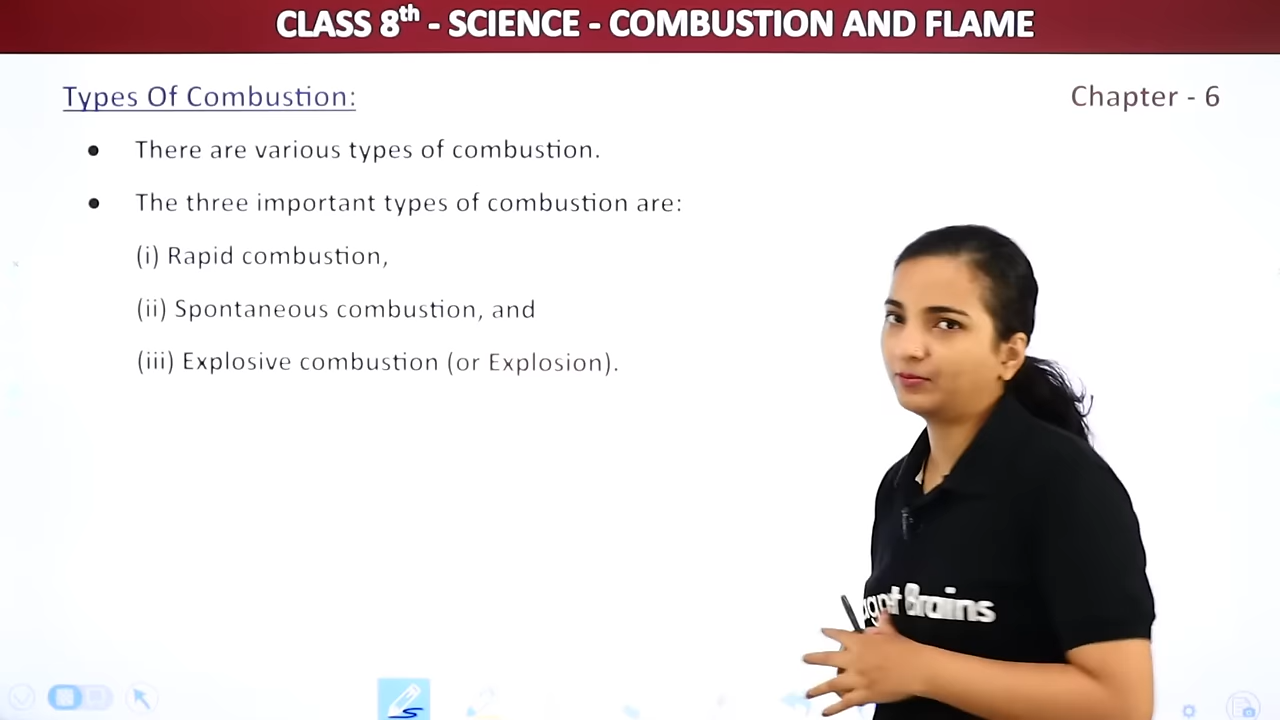 CLASS 8th - SCIENCE - COMBUSTION AND FLAME
Types Of Combustion:
Chapter - 6
● There are various types of combustion.
● The three important types of combustion are:
(i) Rapid combustion,
(ii) Spontaneous combustion, and
(iii) Explosive combustion (or Explosion).
Brains